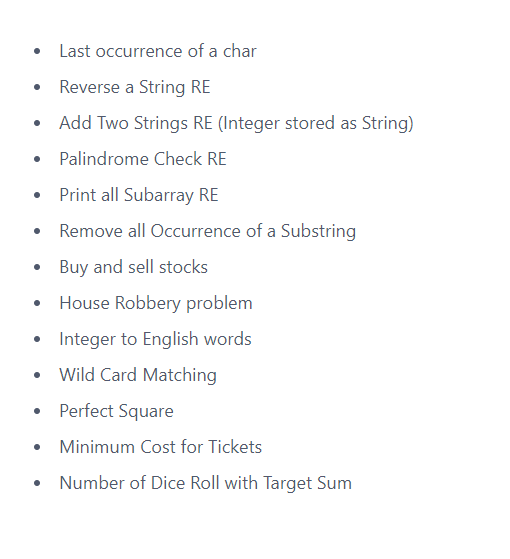 Last occurrence of a char
Reverse a String RE
Add Two Strings RE (Integer stored as String)
Palindrome Check RE
Print all Subarray RE
Remove all Occurrence of a Substring
Buy and sell stocks
House Robbery problem
Integer to English words
Wild Card Matching
Perfect Square
Minimum Cost for Tickets
Number of Dice Roll with Target Sum